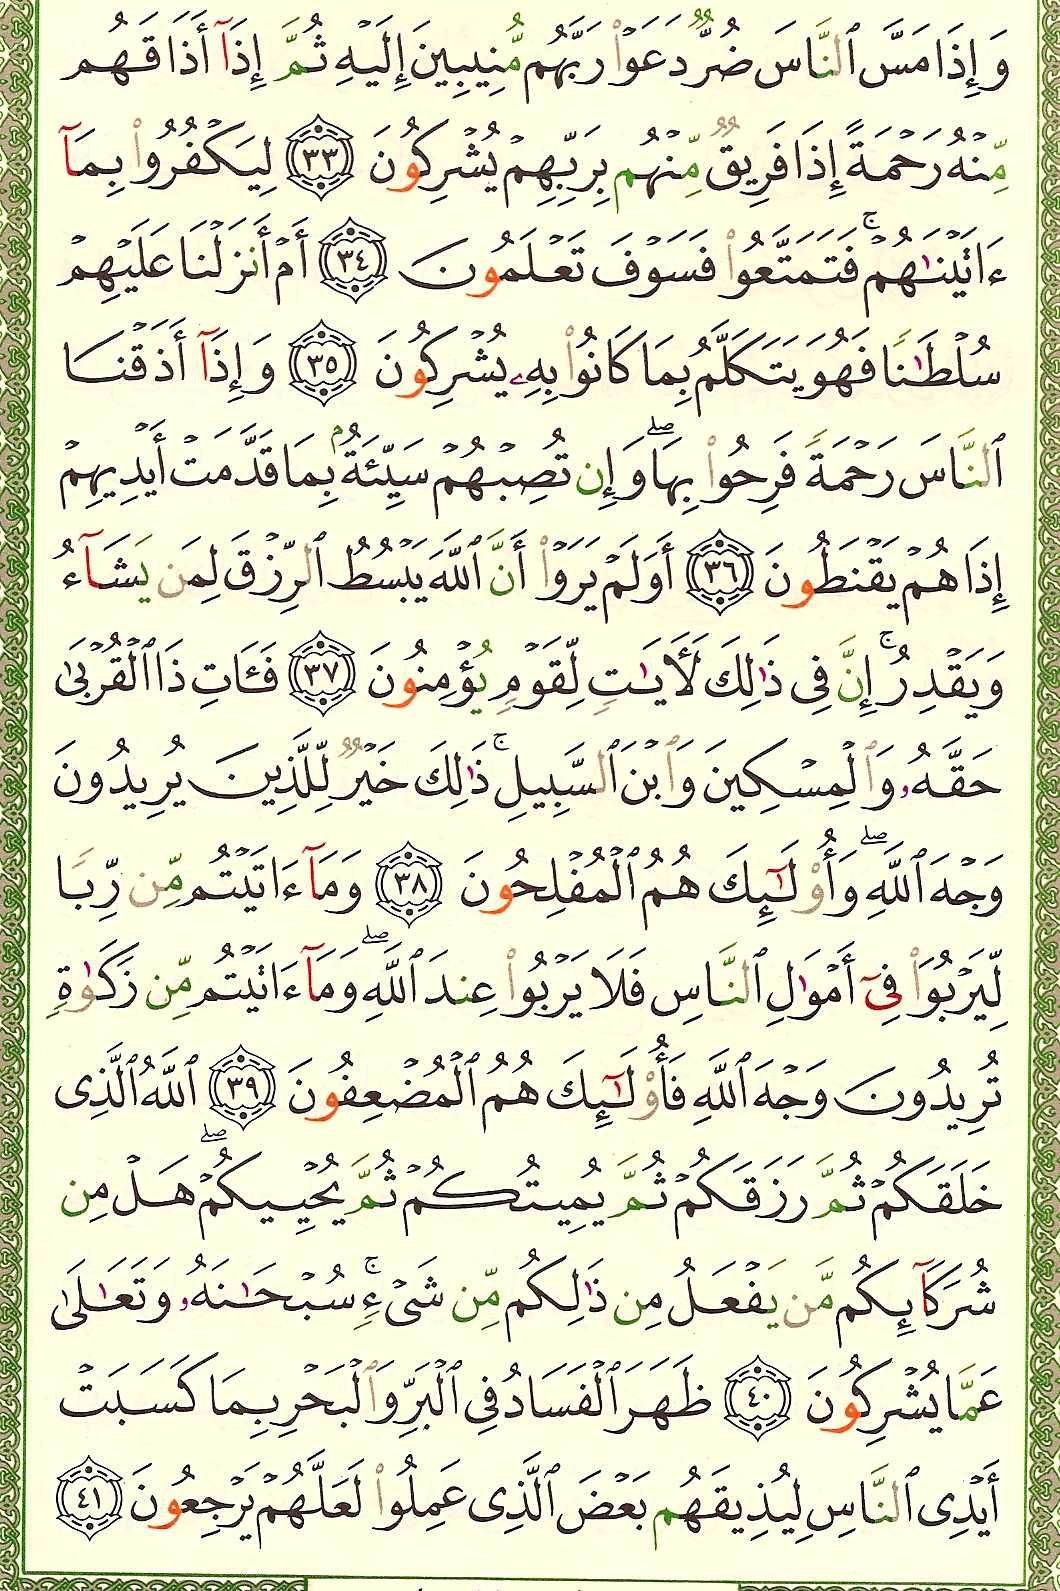 وَإِذَا مَسَّ ٱلنَّاسَ ضُرٌّ دَعَوْا۟ رَبَّهُم مُّنِيبِينَ إِلَيْهِ ثُمَّ إِذَآ أَذَاقَهُم
مِّنْهُ رَحْمَةً إِذَا فَرِيقٌ مِّنْهُم بِرَبِّهِمْ يُشْرِكُونَ ٣٣ لِيَكْفُرُوا۟ بِمَآ
ءَاتَيْنَٰهُمْ ۚ فَتَمَتَّعُوا۟ فَسَوْفَ تَعْلَمُونَ ٣٤ أَمْ أَنزَلْنَا عَلَيْهِمْ
سُلْطَٰنًا فَهُوَ يَتَكَلَّمُ بِمَا كَانُوا۟ بِهِۦ يُشْرِكُونَ ٣٥ وَإِذَآ أَذَقْنَا
ٱلنَّاسَ رَحْمَةً فَرِحُوا۟ بِهَا ۖ وَإِن تُصِبْهُمْ سَيِّئَةٌۢ بِمَا قَدَّمَتْ أَيْدِيهِمْ
إِذَا هُمْ يَقْنَطُونَ ٣٦ أَوَلَمْ يَرَوْا۟ أَنَّ ٱللَّهَ يَبْسُطُ ٱلرِّزْقَ لِمَن يَشَآءُ
وَيَقْدِرُ ۚ إِنَّ فِى ذَٰلِكَ لَءَايَٰتٍ لِّقَوْمٍ يُؤْمِنُونَ ٣٧ فَـَٔاتِ ذَا ٱلْقُرْبَىٰ
حَقَّهُۥ وَٱلْمِسْكِينَ وَٱبْنَ ٱلسَّبِيلِ ۚ ذَٰلِكَ خَيْرٌ لِّلَّذِينَ يُرِيدُونَ
وَجْهَ ٱللَّهِ ۖ وَأُو۟لَٰٓئِكَ هُمُ ٱلْمُفْلِحُونَ ٣٨ وَمَآ ءَاتَيْتُم مِّن رِّبًا
لِّيَرْبُوَا۟ فِىٓ أَمْوَٰلِ ٱلنَّاسِ فَلَا يَرْبُوا۟ عِندَ ٱللَّهِ ۖ وَمَآ ءَاتَيْتُم مِّن زَكَوٰةٍ
تُرِيدُونَ وَجْهَ ٱللَّهِ فَأُو۟لَٰٓئِكَ هُمُ ٱلْمُضْعِفُونَ ٣٩ ٱللَّهُ ٱلَّذِى
خَلَقَكُمْ ثُمَّ رَزَقَكُمْ ثُمَّ يُمِيتُكُمْ ثُمَّ يُحْيِيكُمْ ۖ هَلْ مِن
شُرَكَآئِكُم مَّن يَفْعَلُ مِن ذَٰلِكُم مِّن شَىْءٍ ۚ سُبْحَٰنَهُۥ وَتَعَٰلَىٰ
عَمَّا يُشْرِكُونَ ٤٠ ظَهَرَ ٱلْفَسَادُ فِى ٱلْبَرِّ وَٱلْبَحْرِ بِمَا كَسَبَتْ
أَيْدِى ٱلنَّاسِ لِيُذِيقَهُم بَعْضَ ٱلَّذِى عَمِلُوا۟ لَعَلَّهُمْ يَرْجِعُونَ ٤١